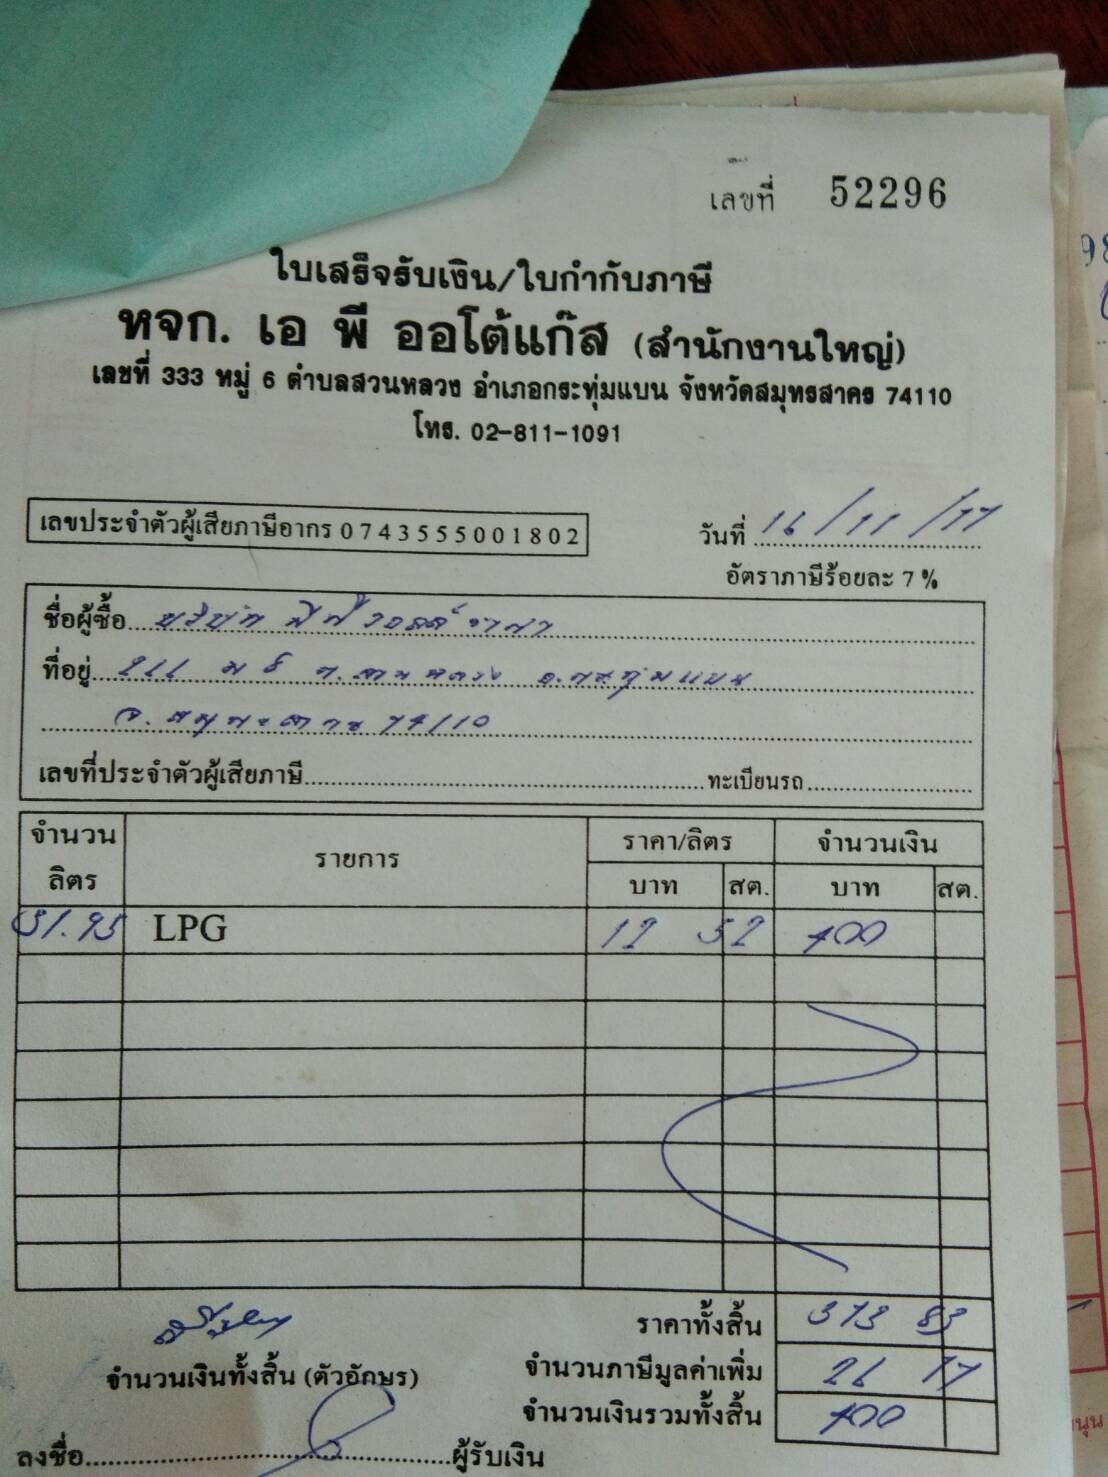 เลขที่ 52296
ใบเสร็จรับเงิน/ใบกำกับภาษี
หจก. เอ พี ออโต้แก๊ส (สำนักงานใหญ่)
เลขที่ 333 หมู่ 6 ตำบลสวนหลวง อำเภอกระทุ่มแบน จังหวัดสมุทรสาคร 74110
โทร. 02-811-1091
เลขประจำตัวผู้เสียภาษีอากร 0743555001802
วันที่ 16/11/17
อัตราภาษีร้อยละ 7 %
ชื่อผู้ซื้อ บริษัท
ที่อยู่ 266 ม 8 ต.สวนหลวง อ.กระทุ่มแบน
จ. สมุทรสาคร 74110
เลขที่ประจำตัวผู้เสียภาษี ทะเบียนรถ
จำนวน ลิตร รายการ ราคา/ลิตร จำนวนเงิน
บาท สต. บาท สต.
31.95 LPG 12 52 400
ราคาทั้งสิ้น 373 83
จำนวนเงินทั้งสิ้น (ตัวอักษร) จำนวนภาษีมูลค่าเพิ่ม 26 17
จำนวนเงินรวมทั้งสิ้น 400
ลงชื่อ ผู้รับเงิน